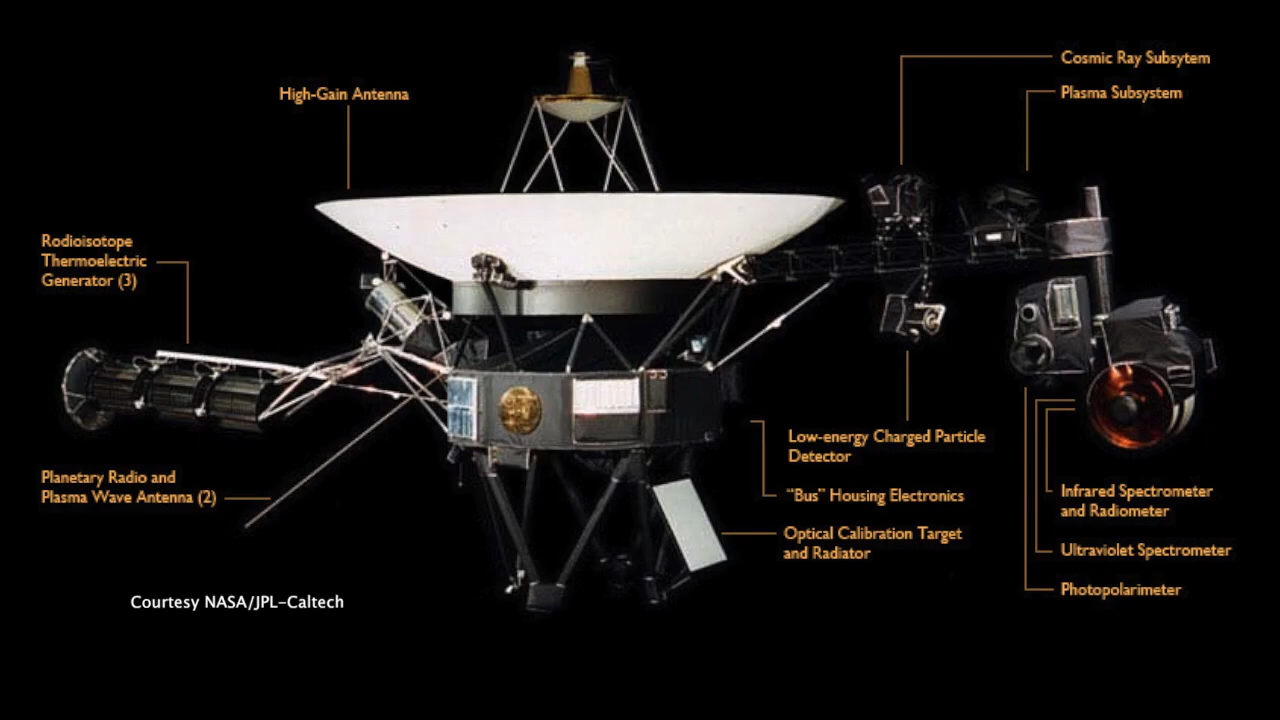 High-Gain Antenna
Cosmic Ray Subsytem
Plasma Subsystem
Rodioisotope
Thermoelectric
Generator (3)
Planetary Radio and
Plasma Wave Antenna (2)
Low-energy Charged Particle
Detector
“Bus” Housing Electronics
Optical Calibration Target
and Radiator
Infrared Spectrometer
and Radiometer
Ultraviolet Spectrometer
Photopolarimeter
Courtesy NASA/JPL-Caltech